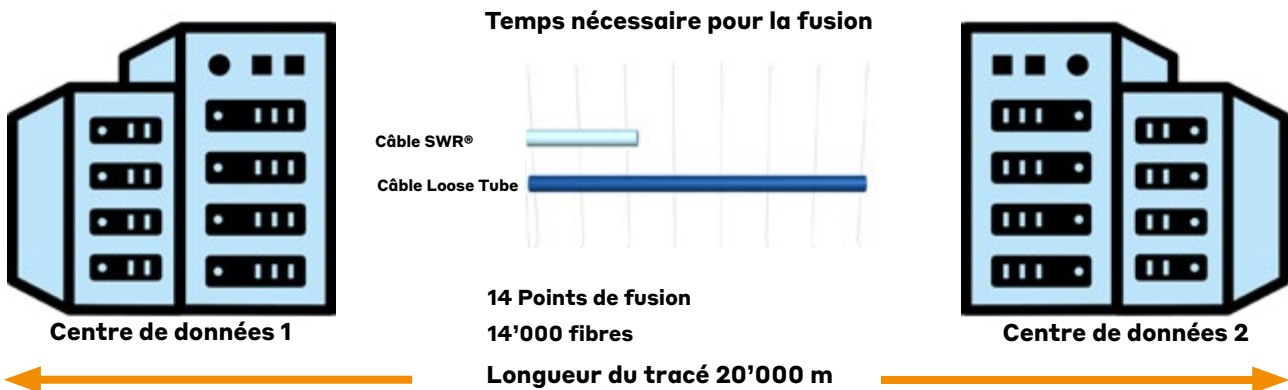 Temps nécessaire pour la fusion
Câble SWR®
Câble Loose Tube
14 Points de fusion
14’000 fibres
Centre de données 1
Centre de données 2
Longueur du tracé 20’000 m